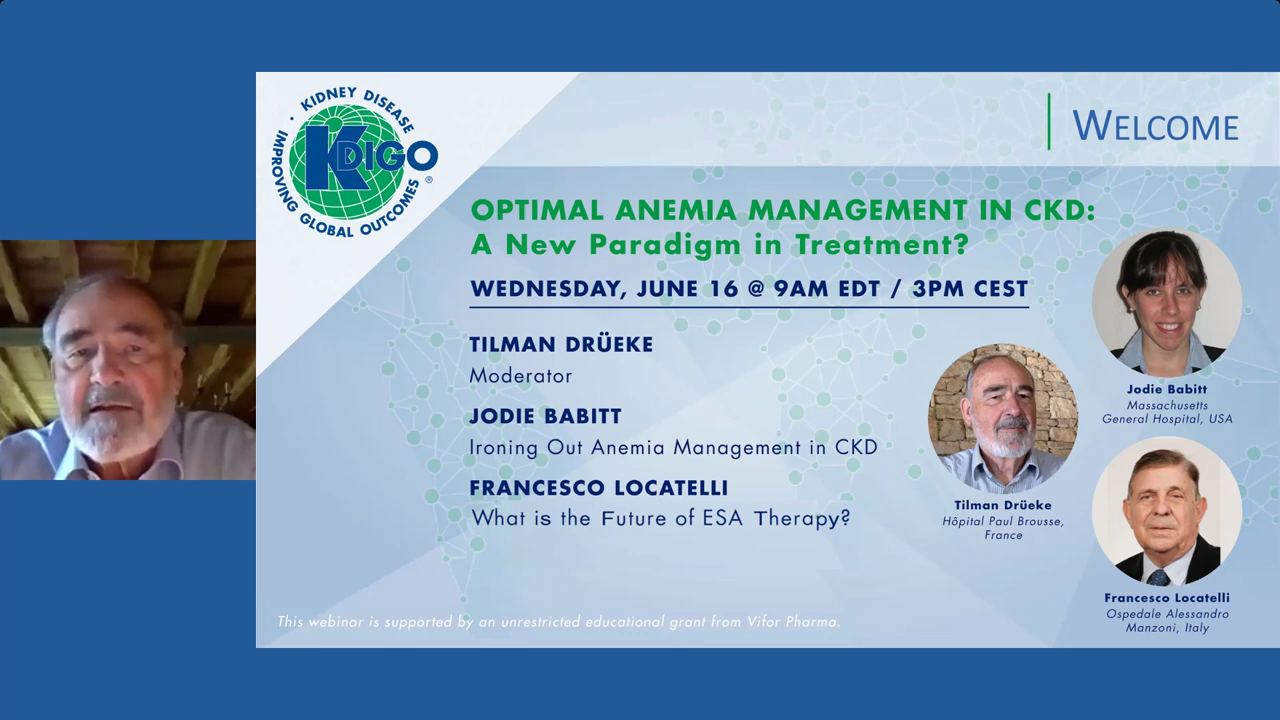 KIDNEY DISEASE
IMPROVING GLOBAL OUTCOMES
KDIGO
®
WELCOME
OPTIMAL ANEMIA MANAGEMENT IN CKD:
A New Paradigm in Treatment?
WEDNESDAY, JUNE 16 @ 9AM EDT / 3PM CEST
TILMAN DRÜEKE
Moderator
JODIE BABITT
Ironing Out Anemia Management in CKD
FRANCESCO LOCATELLI
What is the Future of ESA Therapy?
Jodie Babitt
Massachusetts
General Hospital, USA
Tilman Drüeke
Hôpital Paul Brousse,
France
Francesco Locatelli
Ospedale Alessandro
Manzoni, Italy
This webinar is supported by an unrestricted educational grant from Vifor Pharma.